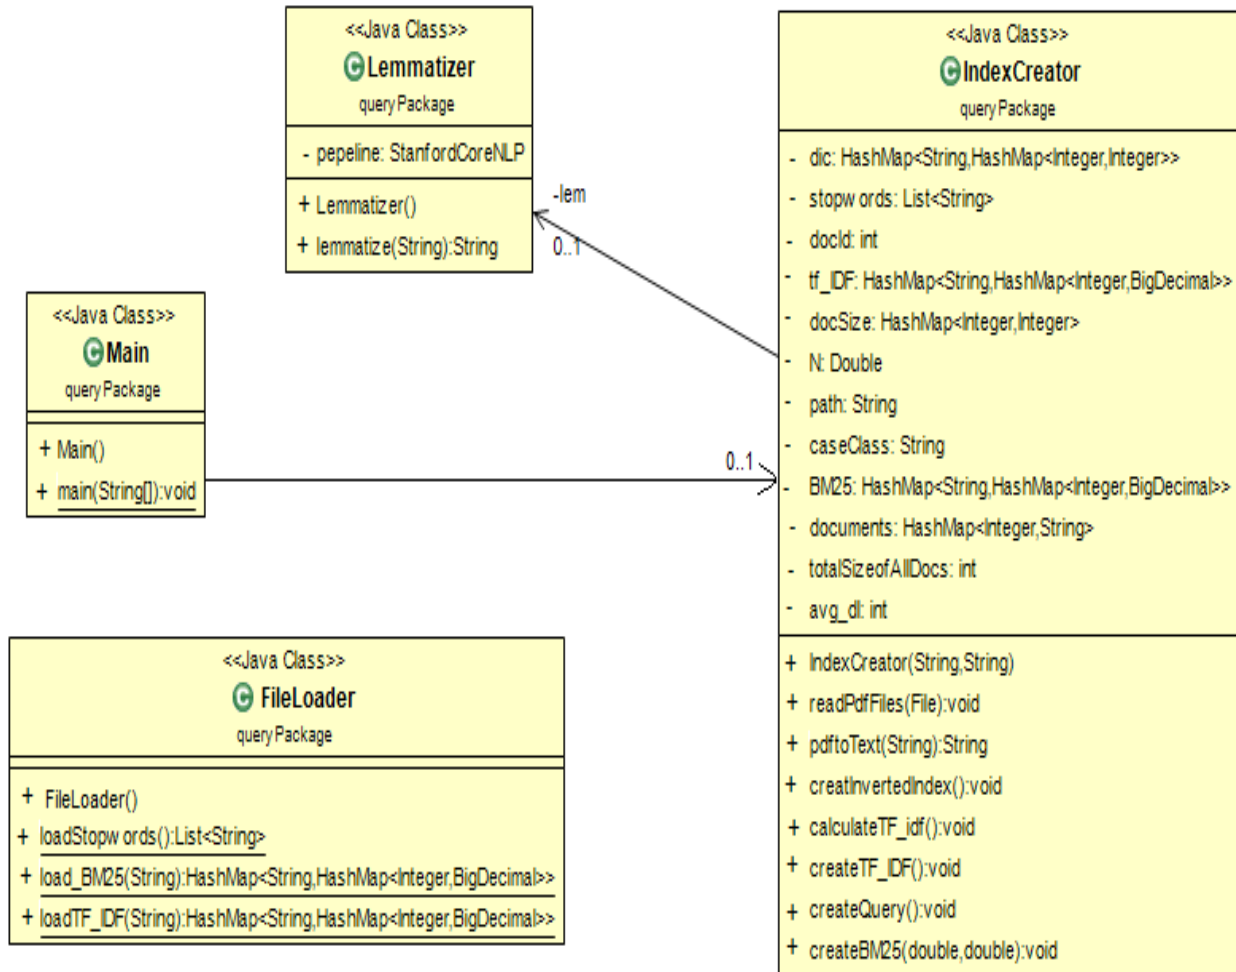 <<Java Class>>
Lemmatizer
queryPackage
- pepeline: StanfordCoreNLP
+ Lemmatizer()
+ lemmatize(String):String
-lem
0..1
<<Java Class>>
Main
queryPackage
+ Main()
+ main(String[]):void
0..1
<<Java Class>>
FileLoader
queryPackage
+ FileLoader()
+ loadStopwords():List<String>
+ load_BM25(String):HashMap<String,HashMap<Integer,BigDecimal>>
+ loadTF_IDF(String):HashMap<String,HashMap<Integer,BigDecimal>>
<<Java Class>>
IndexCreator
queryPackage
- dic: HashMap<String,HashMap<Integer,Integer>>
- stopwords: List<String>
- docId: int
- tf_IDF: HashMap<String,HashMap<Integer,BigDecimal>>
- docSize: HashMap<Integer,Integer>
- N: Double
- path: String
- caseClass: String
- BM25: HashMap<String,HashMap<Integer,BigDecimal>>
- documents: HashMap<Integer,String>
- totalSizeofAllDocs: int
- avg_dl: int
+ IndexCreator(String,String)
+ readPdfFiles(File):void
+ pdftoText(String):String
+ creatInvertedIndex():void
+ calculateTF_idf():void
+ createTF_IDF():void
+ createQuery():void
+ createBM25(double,double):void